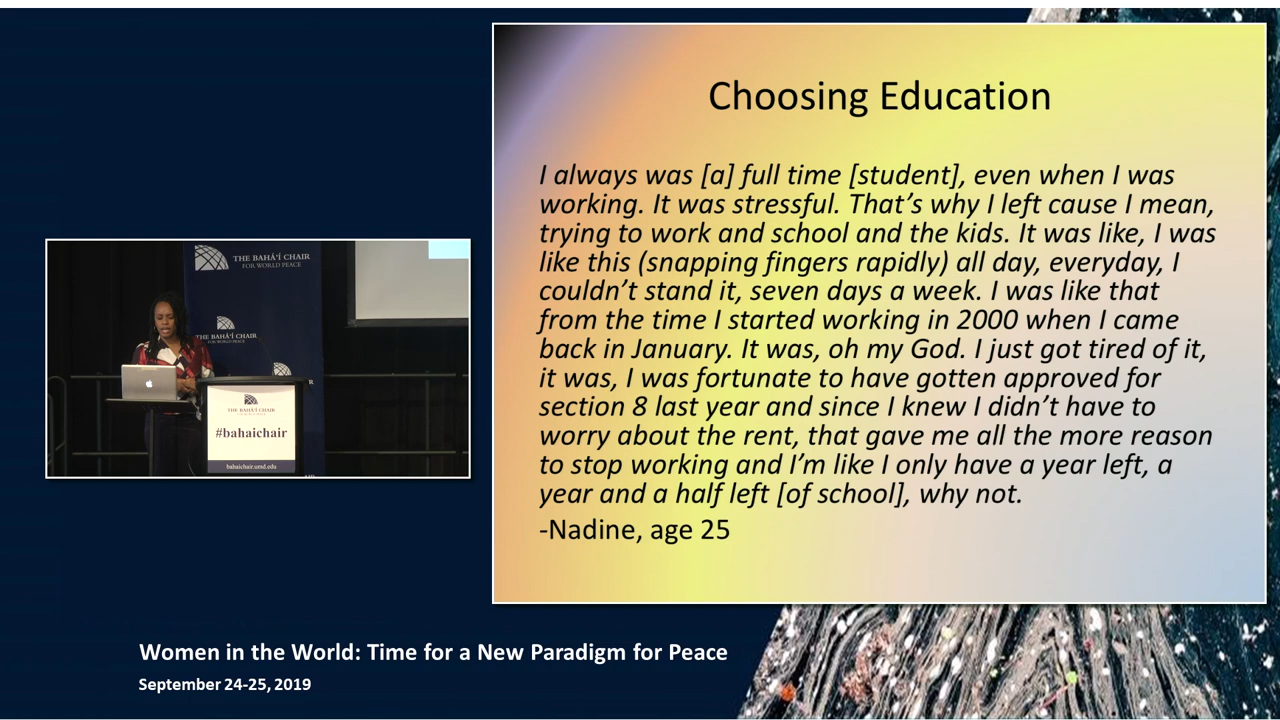 Choosing Education
I always was [a] full time [student], even when I was
working. It was stressful. That’s why I left cause I mean,
trying to work and school and the kids. It was like, I was
like this (snapping fingers rapidly) all day, everyday, I
couldn’t stand it, seven days a week. I was like that
from the time I started working in 2000 when I came
back in January. It was, oh my God. I just got tired of it,
it was, I was fortunate to have gotten approved for
section 8 last year and since I knew I didn’t have to
worry about the rent, that gave me all the more reason
to stop working and I’m like I only have a year left, a
year and a half left [of school], why not.
-Nadine, age 25
THE BAHÁ’Í CHAIR
FOR WORLD PEACE
THE BAHÁ’Í CHAIR
THE BAHÁ’Í CHAIR
#bahaichair
bahaichair.umd.edu
Women in the World: Time for a New Paradigm for Peace
September 24-25, 2019